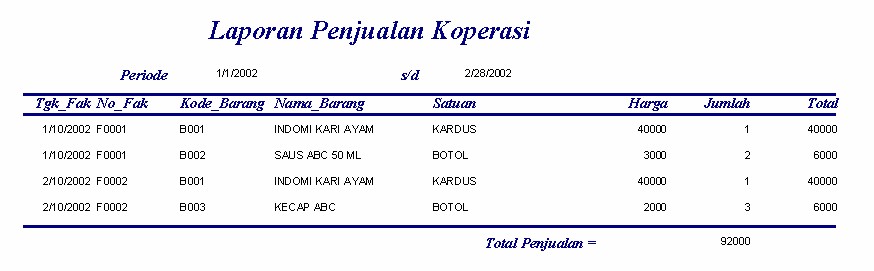 Laporan Penjualan Koperasi
Periode 1/1/2002 s/d 2/28/2002
Tgk_Fak No_Fak Kode_Barang Nama_Barang Satuan Harga Jumlah Total
1/10/2002 F0001 B001 INDOMI KARI AYAM KARDUS 40000 1 40000
1/10/2002 F0001 B002 SAUS ABC 50 ML BOTOL 3000 2 6000
2/10/2002 F0002 B001 INDOMI KARI AYAM KARDUS 40000 1 40000
2/10/2002 F0002 B003 KECAP ABC BOTOL 2000 3 6000
Total Penjualan = 92000